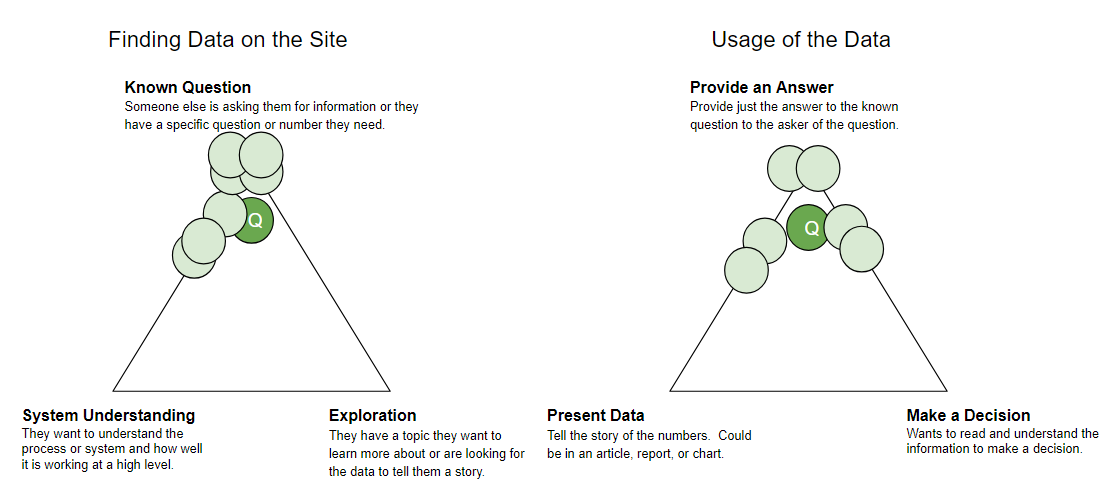 Finding Data on the Site
Known Question
Someone else is asking them for information or they
have a specific question or number they need.
Q
System Understanding
They want to understand the
process or system and how well
it is working at a high level.
Exploration
They have a topic they want to
learn more about or are looking for
the data to tell them a story.
Usage of the Data
Provide an Answer
Provide just the answer to the known
question to the asker of the question.
Q
Present Data
Tell the story of the numbers.  Could
be in an article, report, or chart.
Make a Decision
Wants to read and understand the
information to make a decision.